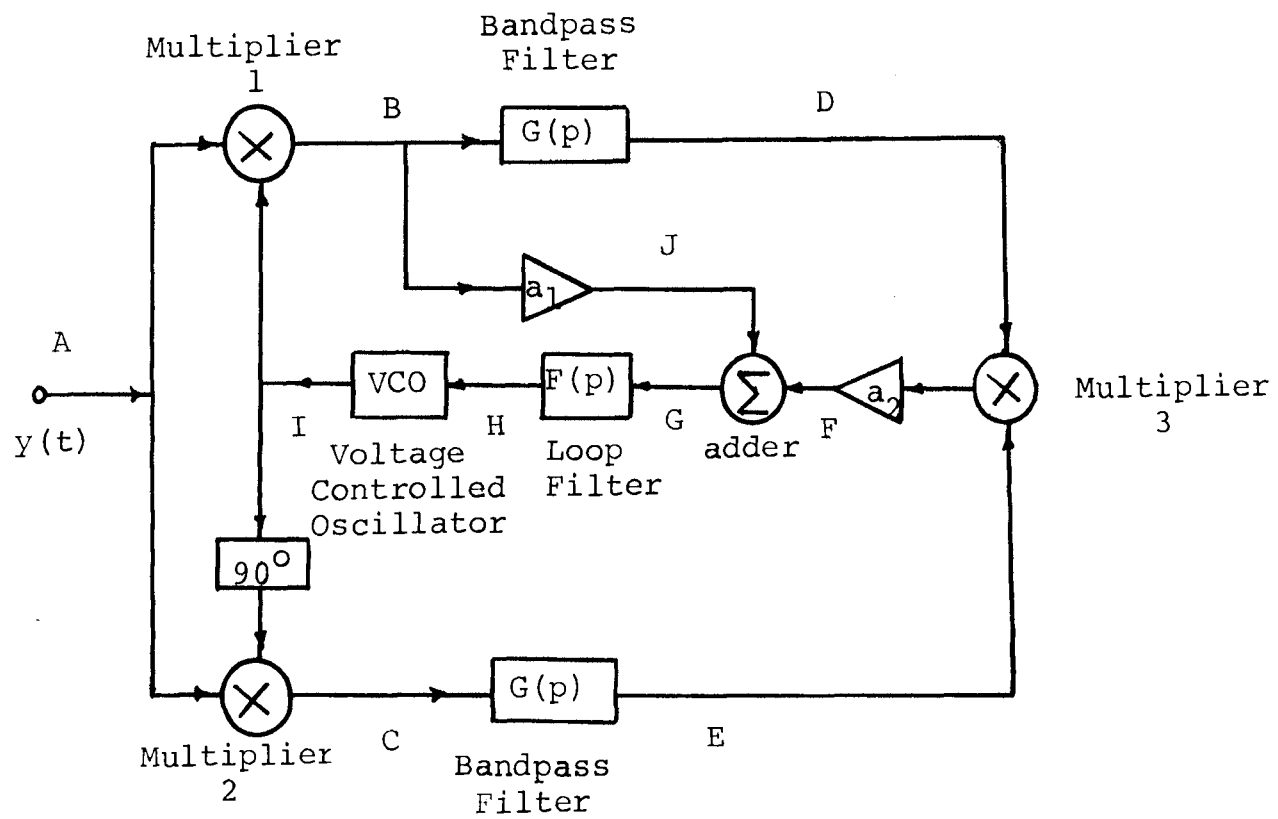 Bandpass
Filter
Multiplier
1
B
D
G(p)
J
a1
A
y(t)
VCO
F(p)
Σ
a2
Multiplier
3
I
H
G
F
adder
Voltage
Controlled
Oscillator
Loop
Filter
90°
G(p)
C
E
Multiplier
2
Bandpass
Filter